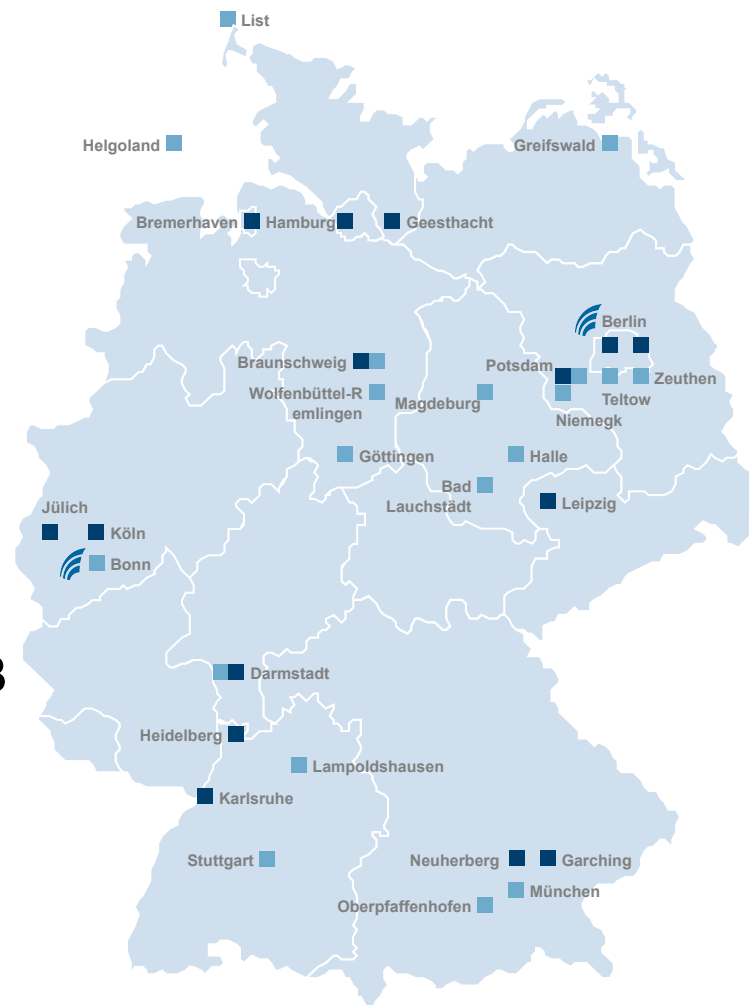 List
Helgoland
Greifswald
Bremerhaven
Hamburg
Geesthacht
Berlin
Braunschweig
Potsdam
Zeuthen
Wolfenbüttel-R
emlingen
Magdeburg
Teltow
Niemegk
Göttingen
Halle
Bad
Lauchstädt
Leipzig
Jülich
Köln
Bonn
Darmstadt
Heidelberg
Lampoldshausen
Karlsruhe
Stuttgart
Neuherberg
Garching
München
Oberpfaffenhofen